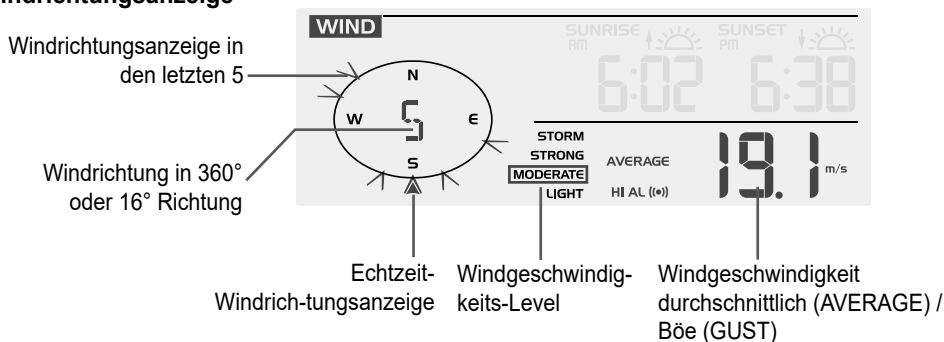 ndrichtungsanzeige
Windrichtungsanzeige in
den letzten 5
Windrichtung in 360°
oder 16° Richtung
WIND
N
W
E
S
S
SUNRISE
AM
6:02
SUNSET
PM
6:38
STORM
STRONG
MODERATE
LIGHT
AVERAGE
HI AL ((•))
19.1 m/s
Echtzeit-
Windrich-tungsanzeige
Windgeschwindig-
keits-Level
Windgeschwindigkeit
durchschnittlich (AVERAGE) /
Böe (GUST)